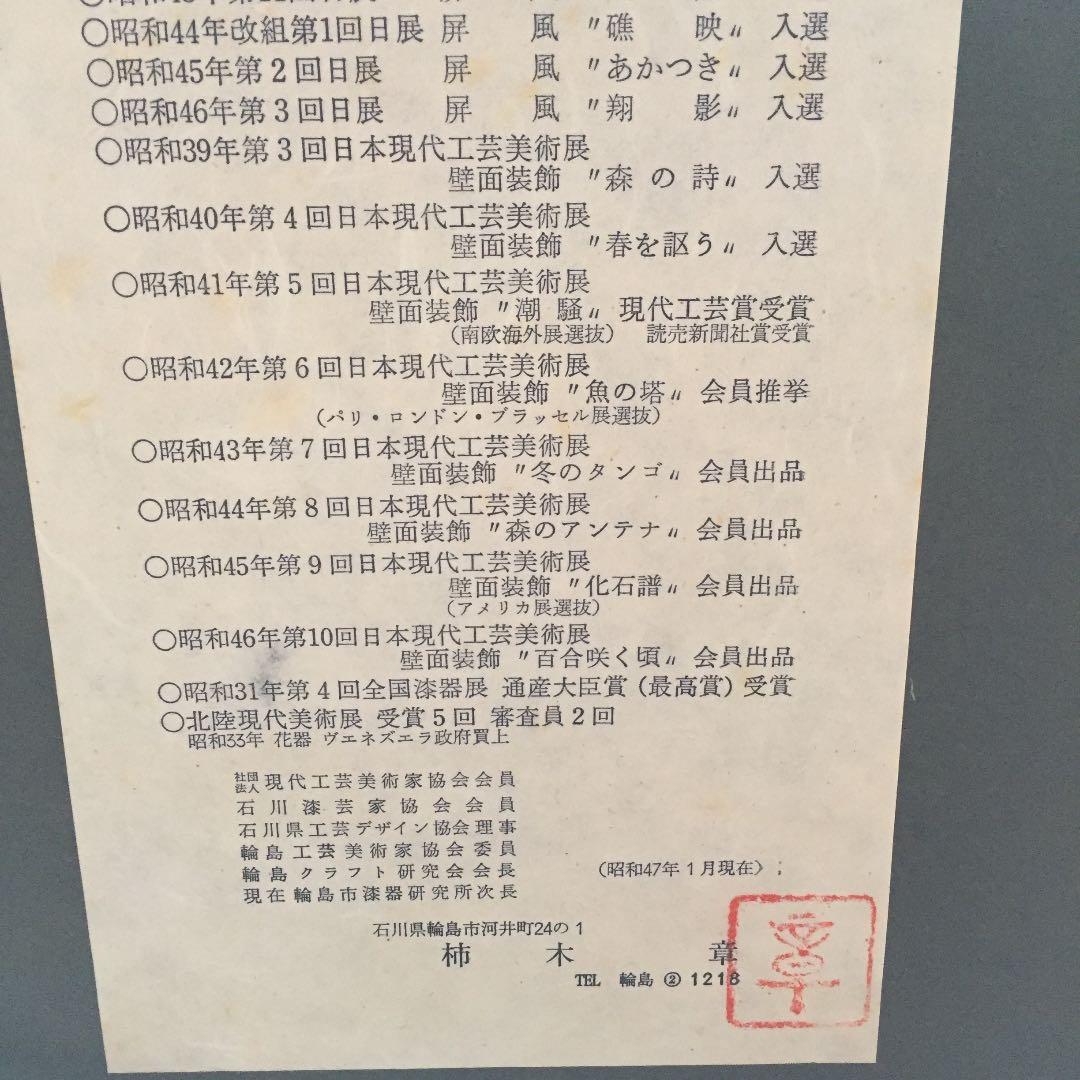 ○昭和44年改組第1回日展 屏 風 〃礁 映〃 入選
○昭和45年第2回日展 屏 風 〃あかつき〃 入選
○昭和46年第3回日展 屏 風 〃翔 影〃 入選
○昭和39年第3回日本現代工芸美術展
壁面装飾 〃森の詩〃 入選
○昭和40年第4回日本現代工芸美術展
壁面装飾 〃春を謳う〃 入選
○昭和41年第5回日本現代工芸美術展
壁面装飾 〃潮騒〃 現代工芸賞受賞
(南欧海外展選抜) 読売新聞社賞受賞
○昭和42年第6回日本現代工芸美術展
壁面装飾 〃魚の塔〃 会員推挙
(パリ・ロンドン・ブラッセル展選抜)
○昭和43年第7回日本現代工芸美術展
壁面装飾 〃冬のタンゴ〃 会員出品
○昭和44年第8回日本現代工芸美術展
壁面装飾 〃森のアンテナ〃 会員出品
○昭和45年第9回日本現代工芸美術展
壁面装飾 〃化石譜〃 会員出品
(アメリカ展選抜)
○昭和46年第10回日本現代工芸美術展
壁面装飾 〃百合咲く頃〃 会員出品
○昭和31年第4回全国漆器展 通産大臣賞(最高賞)受賞
○北陸現代美術展 受賞5回 審査員2回
昭和33年 花器 ヴエネズエラ政府買上
社団法人 現代工芸美術家協会会員
石川漆芸家協会会員
石川県工芸デザイン協会理事
輪島工芸美術家協会委員
輪島クラフト研究会会長
現在輪島市漆器研究所次長
(昭和47年1月現在)
石川県輪島市河井町24の1
柿木 章
TEL 輪島②1218
章